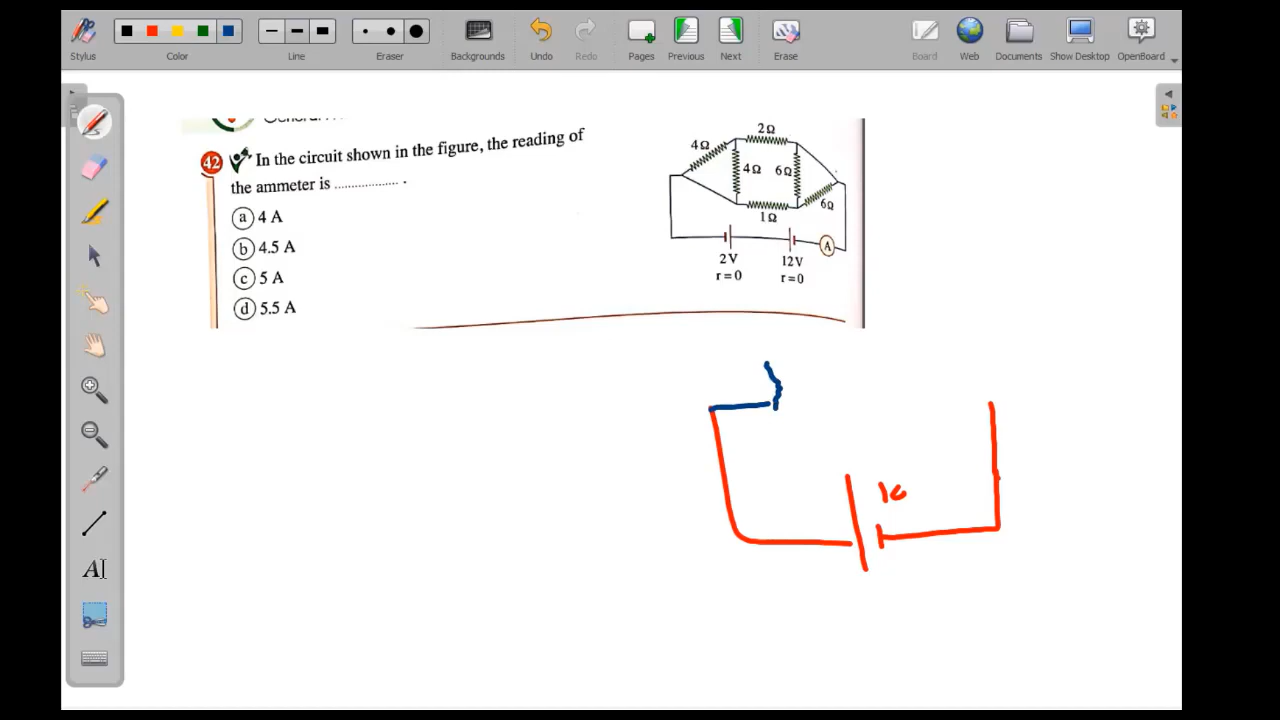 Stylus
Color
Line
Eraser
Backgrounds
Undo
Redo
Pages
Previous
Next
Erase
Board
Web
Documents
Show Desktop
OpenBoard
42 In the circuit shown in the figure, the reading of
the ammeter is .................. .
a 4 A
b 4.5 A
c 5 A
d 5.5 A
2Ω
4Ω
4Ω
6Ω
6Ω
1Ω
A
2V
r=0
12V
r=0
A